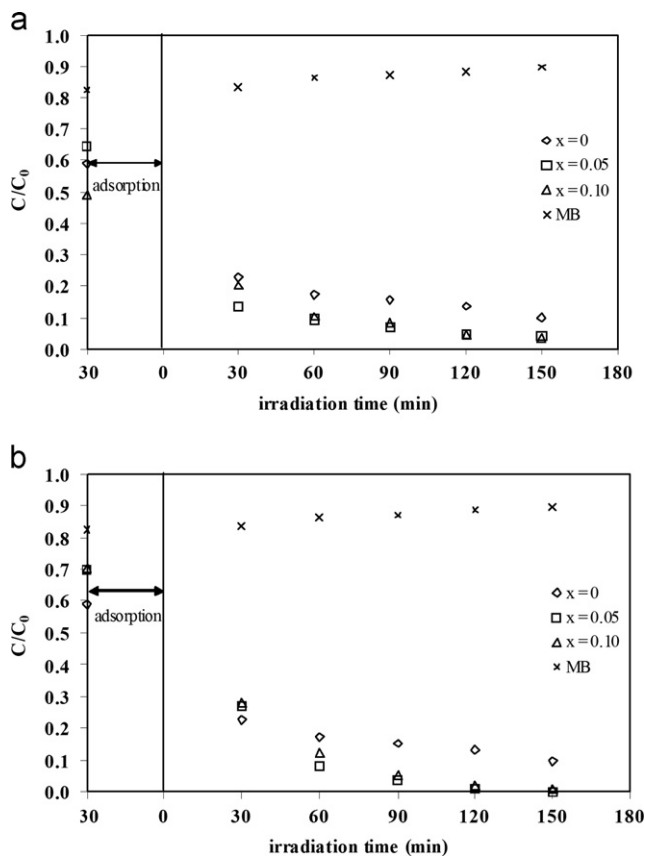 a
1.0
0.9
0.8
0.7
0.6
0.5
0.4
0.3
0.2
0.1
0.0
C/C0
adsorption
x = 0
x = 0.05
x = 0.10
MB
30 0 30 60 90 120 150 180
irradiation time (min)
b
1.0
0.9
0.8
0.7
0.6
0.5
0.4
0.3
0.2
0.1
0.0
C/C0
adsorption
x = 0
x = 0.05
x = 0.10
MB
30 0 30 60 90 120 150 180
irradiation time (min)